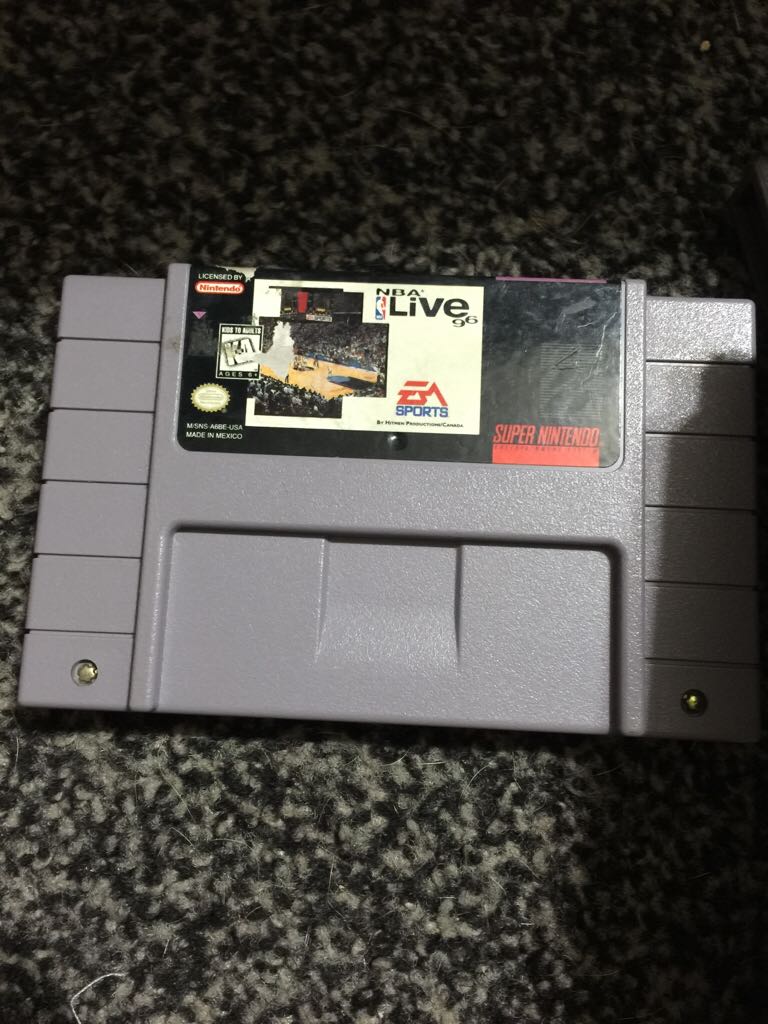 LICENSED BY
Nintendo
NBA
LiVe
96
KIDS TO ADULTS
AGES 6+
EA
SPORTS
BY HITMEN PRODUCTIONS/CANADA
M/SNS-A6BE-USA
MADE IN MEXICO
SUPER NINTENDO